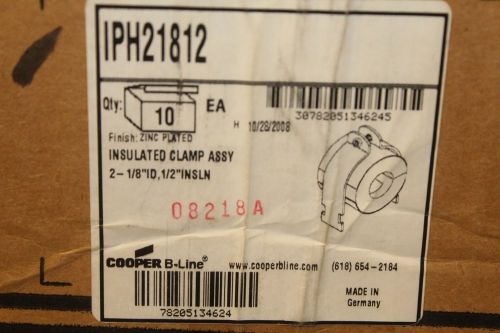 IPH21812
Qty: 10 EA
30782051346245
Finish: ZINC PLATED
H 10/28/2008
INSULATED CLAMP ASSY
2-1/8"ID,1/2"INSLN
08218A
COOPER B-Line®
www.cooperbline.com
(618) 654-2184
78205134624
MADE IN
Germany